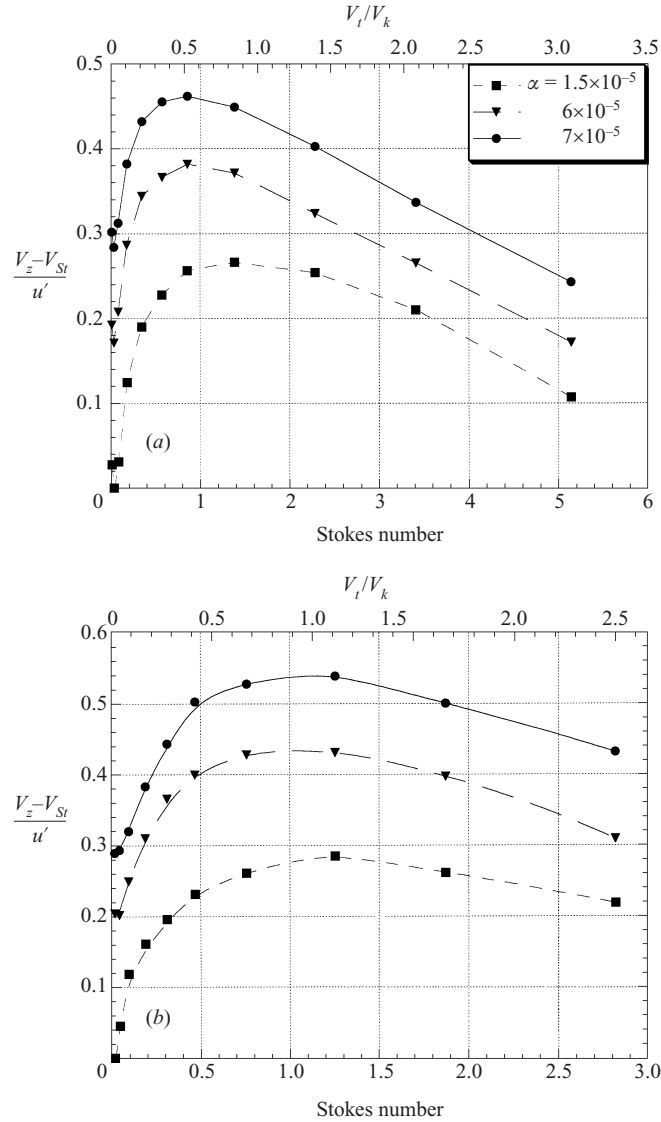 V_t/V_k
0 0.5 1.0 1.5 2.0 2.5 3.0 3.5
0.5
0.4
0.3
0.2
0.1
0
V_z–V_St
u′
α = 1.5×10⁻⁵
6×10⁻⁵
7×10⁻⁵
(a)
1 2 3 4 5 6
Stokes number
V_t/V_k
0 0.5 1.0 1.5 2.0 2.5
0.6
0.5
0.4
0.3
0.2
0.1
V_z–V_St
u′
(b)
0 0.5 1.0 1.5 2.0 2.5 3.0
Stokes number